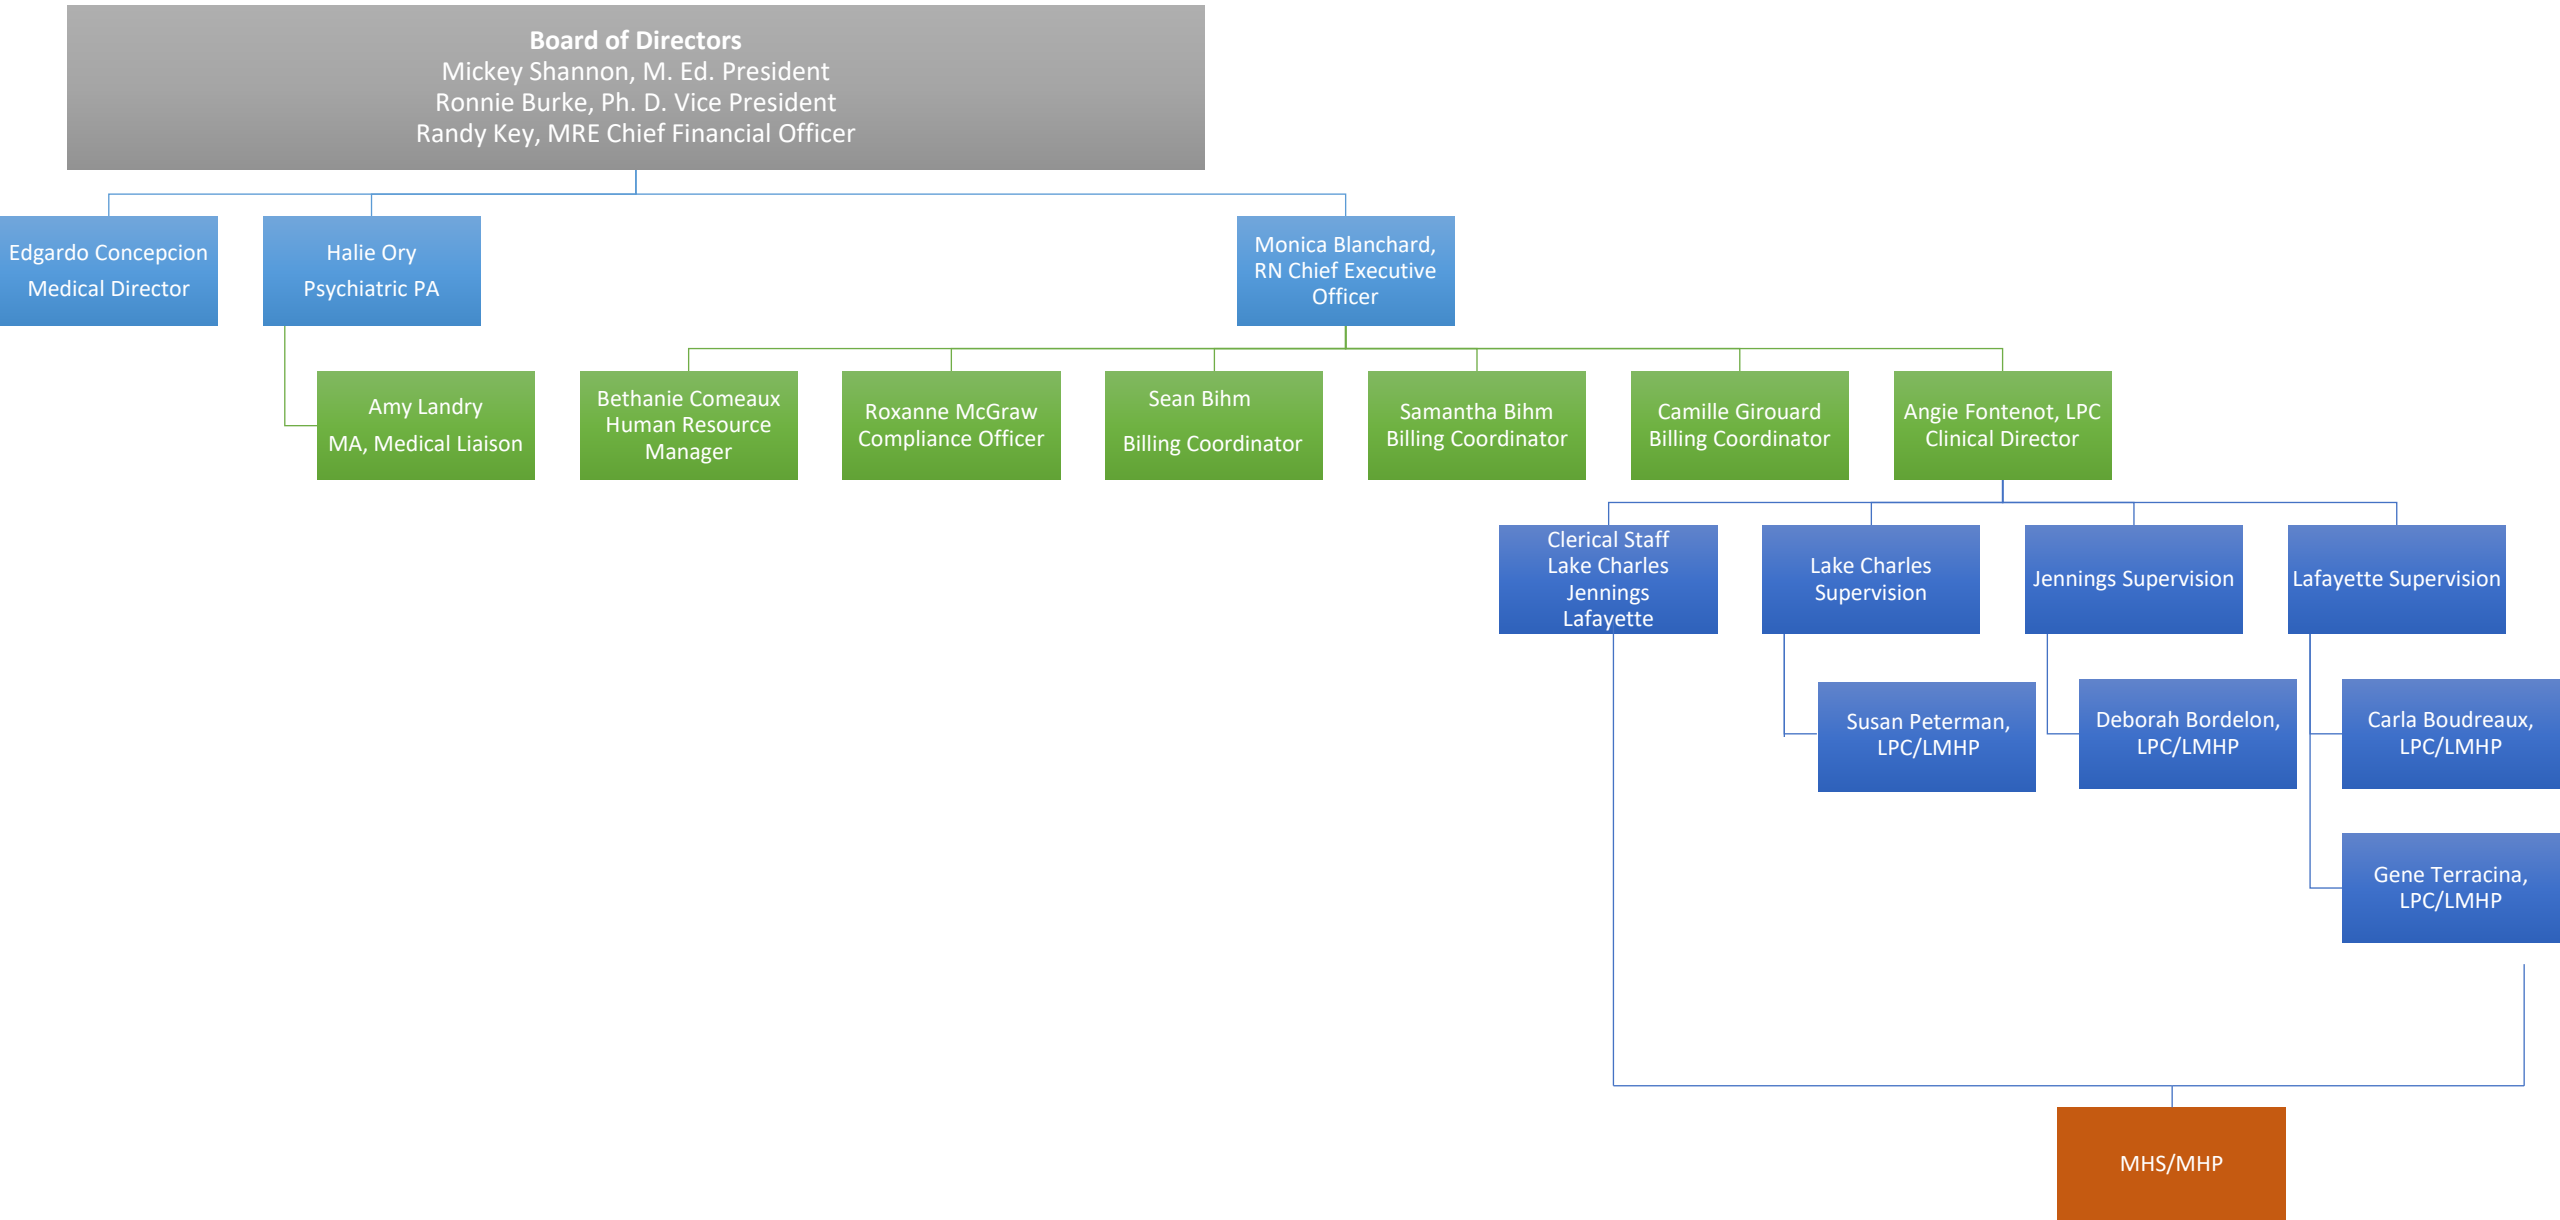 Board of Directors
Mickey Shannon, M. Ed. President
Ronnie Burke, Ph. D. Vice President
Randy Key, MRE Chief Financial Officer
Edgardo Concepcion
Medical Director
Halie Ory
Psychiatric PA
Monica Blanchard,
RN Chief Executive
Officer
Amy Landry
MA, Medical Liaison
Bethanie Comeaux
Human Resource
Manager
Roxanne McGraw
Compliance Officer
Sean Bihm
Billing Coordinator
Samantha Bihm
Billing Coordinator
Camille Girouard
Billing Coordinator
Angie Fontenot, LPC
Clinical Director
Clerical Staff
Lake Charles
Jennings
Lafayette
Lake Charles
Supervision
Jennings Supervision
Lafayette Supervision
Susan Peterman,
LPC/LMHP
Deborah Bordelon,
LPC/LMHP
Carla Boudreaux,
LPC/LMHP
Gene Terracina,
LPC/LMHP
MHS/MHP